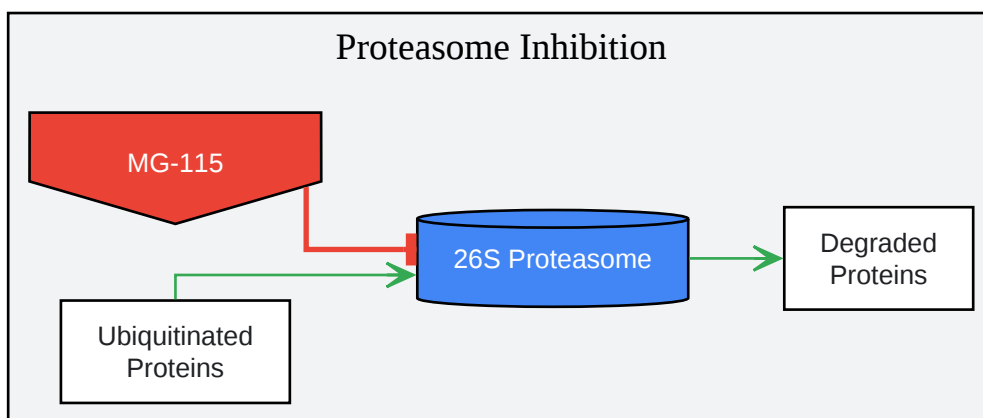 Proteasome Inhibition
MG-115
26S Proteasome
Degraded
Proteins
Ubiquitinated
Proteins